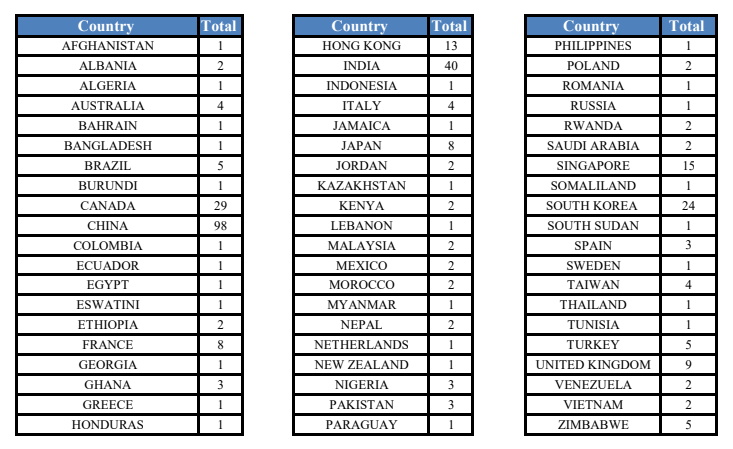 Country Total
AFGHANISTAN 1
ALBANIA 2
ALGERIA 1
AUSTRALIA 4
BAHRAIN 1
BANGLADESH 1
BRAZIL 5
BURUNDI 1
CANADA 29
CHINA 98
COLOMBIA 1
ECUADOR 1
EGYPT 1
ESWATINI 1
ETHIOPIA 2
FRANCE 8
GEORGIA 1
GHANA 3
GREECE 1
HONDURAS 1
Country Total
HONG KONG 13
INDIA 40
INDONESIA 1
ITALY 4
JAMAICA 1
JAPAN 8
JORDAN 2
KAZAKHSTAN 1
KENYA 2
LEBANON 1
MALAYSIA 2
MEXICO 2
MOROCCO 2
MYANMAR 1
NEPAL 2
NETHERLANDS 1
NEW ZEALAND 1
NIGERIA 3
PAKISTAN 3
PARAGUAY 1
Country Total
PHILIPPINES 1
POLAND 2
ROMANIA 1
RUSSIA 1
RWANDA 2
SAUDI ARABIA 2
SINGAPORE 15
SOMALILAND 1
SOUTH KOREA 24
SOUTH SUDAN 1
SPAIN 3
SWEDEN 1
TAIWAN 4
THAILAND 1
TUNISIA 1
TURKEY 5
UNITED KINGDOM 9
VENEZUELA 2
VIETNAM 2
ZIMBABWE 5